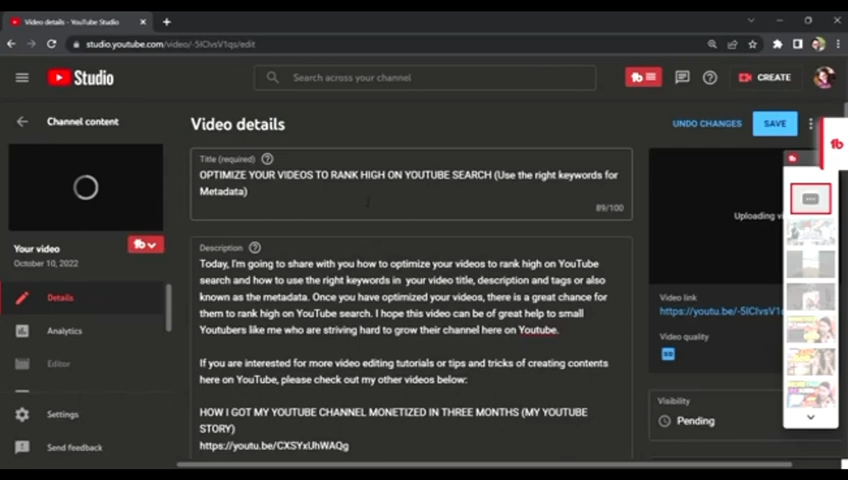 Video details - YouTube Studio
studio.youtube.com/video/-5IClvsV1qs/edit
Studio
Search across your channel
CREATE
Channel content
Video details
UNDO CHANGES
SAVE
Title (required)
OPTIMIZE YOUR VIDEOS TO RANK HIGH ON YOUTUBE SEARCH (Use the right keywords for
Metadata)
89/100
Uploading vi
Your video
October 10, 2022
Description
Today, I'm going to share with you how to optimize your videos to rank high on YouTube
search and how to use the right keywords in your video title, description and tags or also
known as the metadata. Once you have optimized your videos, there is a great chance for
them to rank high on YouTube search. I hope this video can be of great help to small
Youtubers like me who are striving hard to grow their channel here on Youtube.
If you are interested for more video editing tutorials or tips and tricks of creating contents
here on YouTube, please check out my other videos below:
HOW I GOT MY YOUTUBE CHANNEL MONETIZED IN THREE MONTHS (MY YOUTUBE
STORY)
https://youtu.be/CXSYxUhWAQg
Details
Analytics
Editor
Settings
Send feedback
Video link
https://youtu.be/-5IClvsV1
Video quality
SD
Visibility
Pending